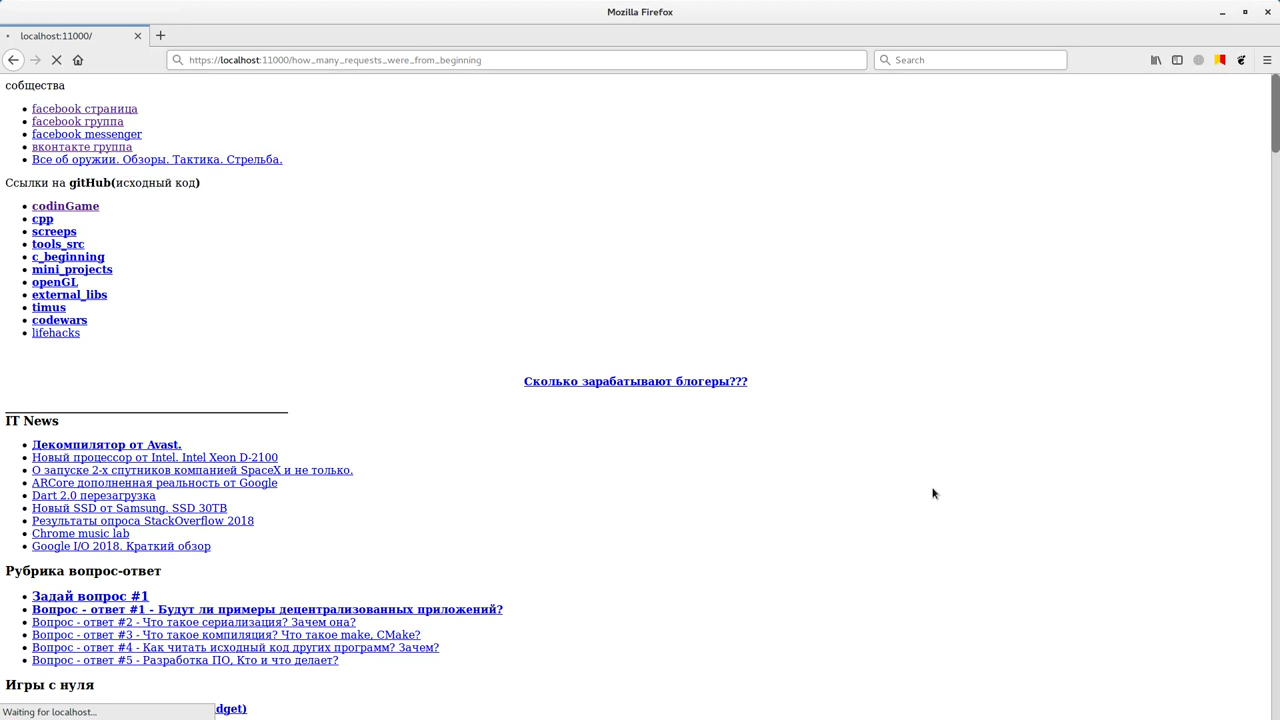 Mozilla Firefox
localhost:11000/
https://localhost:11000/how_many_requests_were_from_beginning
Search
собщества
facebook страница
facebook группа
facebook messenger
вконтакте группа
Все об оружии. Обзоры. Тактика. Стрельба.
Ссылки на gitHub(исходный код)
codinGame
cpp
screeps
tools_src
c_beginning
mini_projects
openGL
external_libs
timus
codewars
lifehacks
Сколько зарабатывают блогеры???
IT News
Декомпилятор от Avast.
Новый процессор от Intel. Intel Xeon D-2100
О запуске 2-х спутников компанией SpaceX и не только.
ARCore дополненная реальность от Google
Dart 2.0 перезагрузка
Новый SSD от Samsung. SSD 30TB
Результаты опроса StackOverflow 2018
Chrome music lab
Google I/O 2018. Краткий обзор
Рубрика вопрос-ответ
Задай вопрос #1
Вопрос - ответ #1 - Будут ли примеры децентрализованных приложений?
Вопрос - ответ #2 - Что такое сериализация? Зачем она?
Вопрос - ответ #3 - Что такое компиляция? Что такое make, CMake?
Вопрос - ответ #4 - Как читать исходный код других программ? Зачем?
Вопрос - ответ #5 - Разработка ПО, Кто и что делает?
Игры с нуля
dget)
Waiting for localhost...